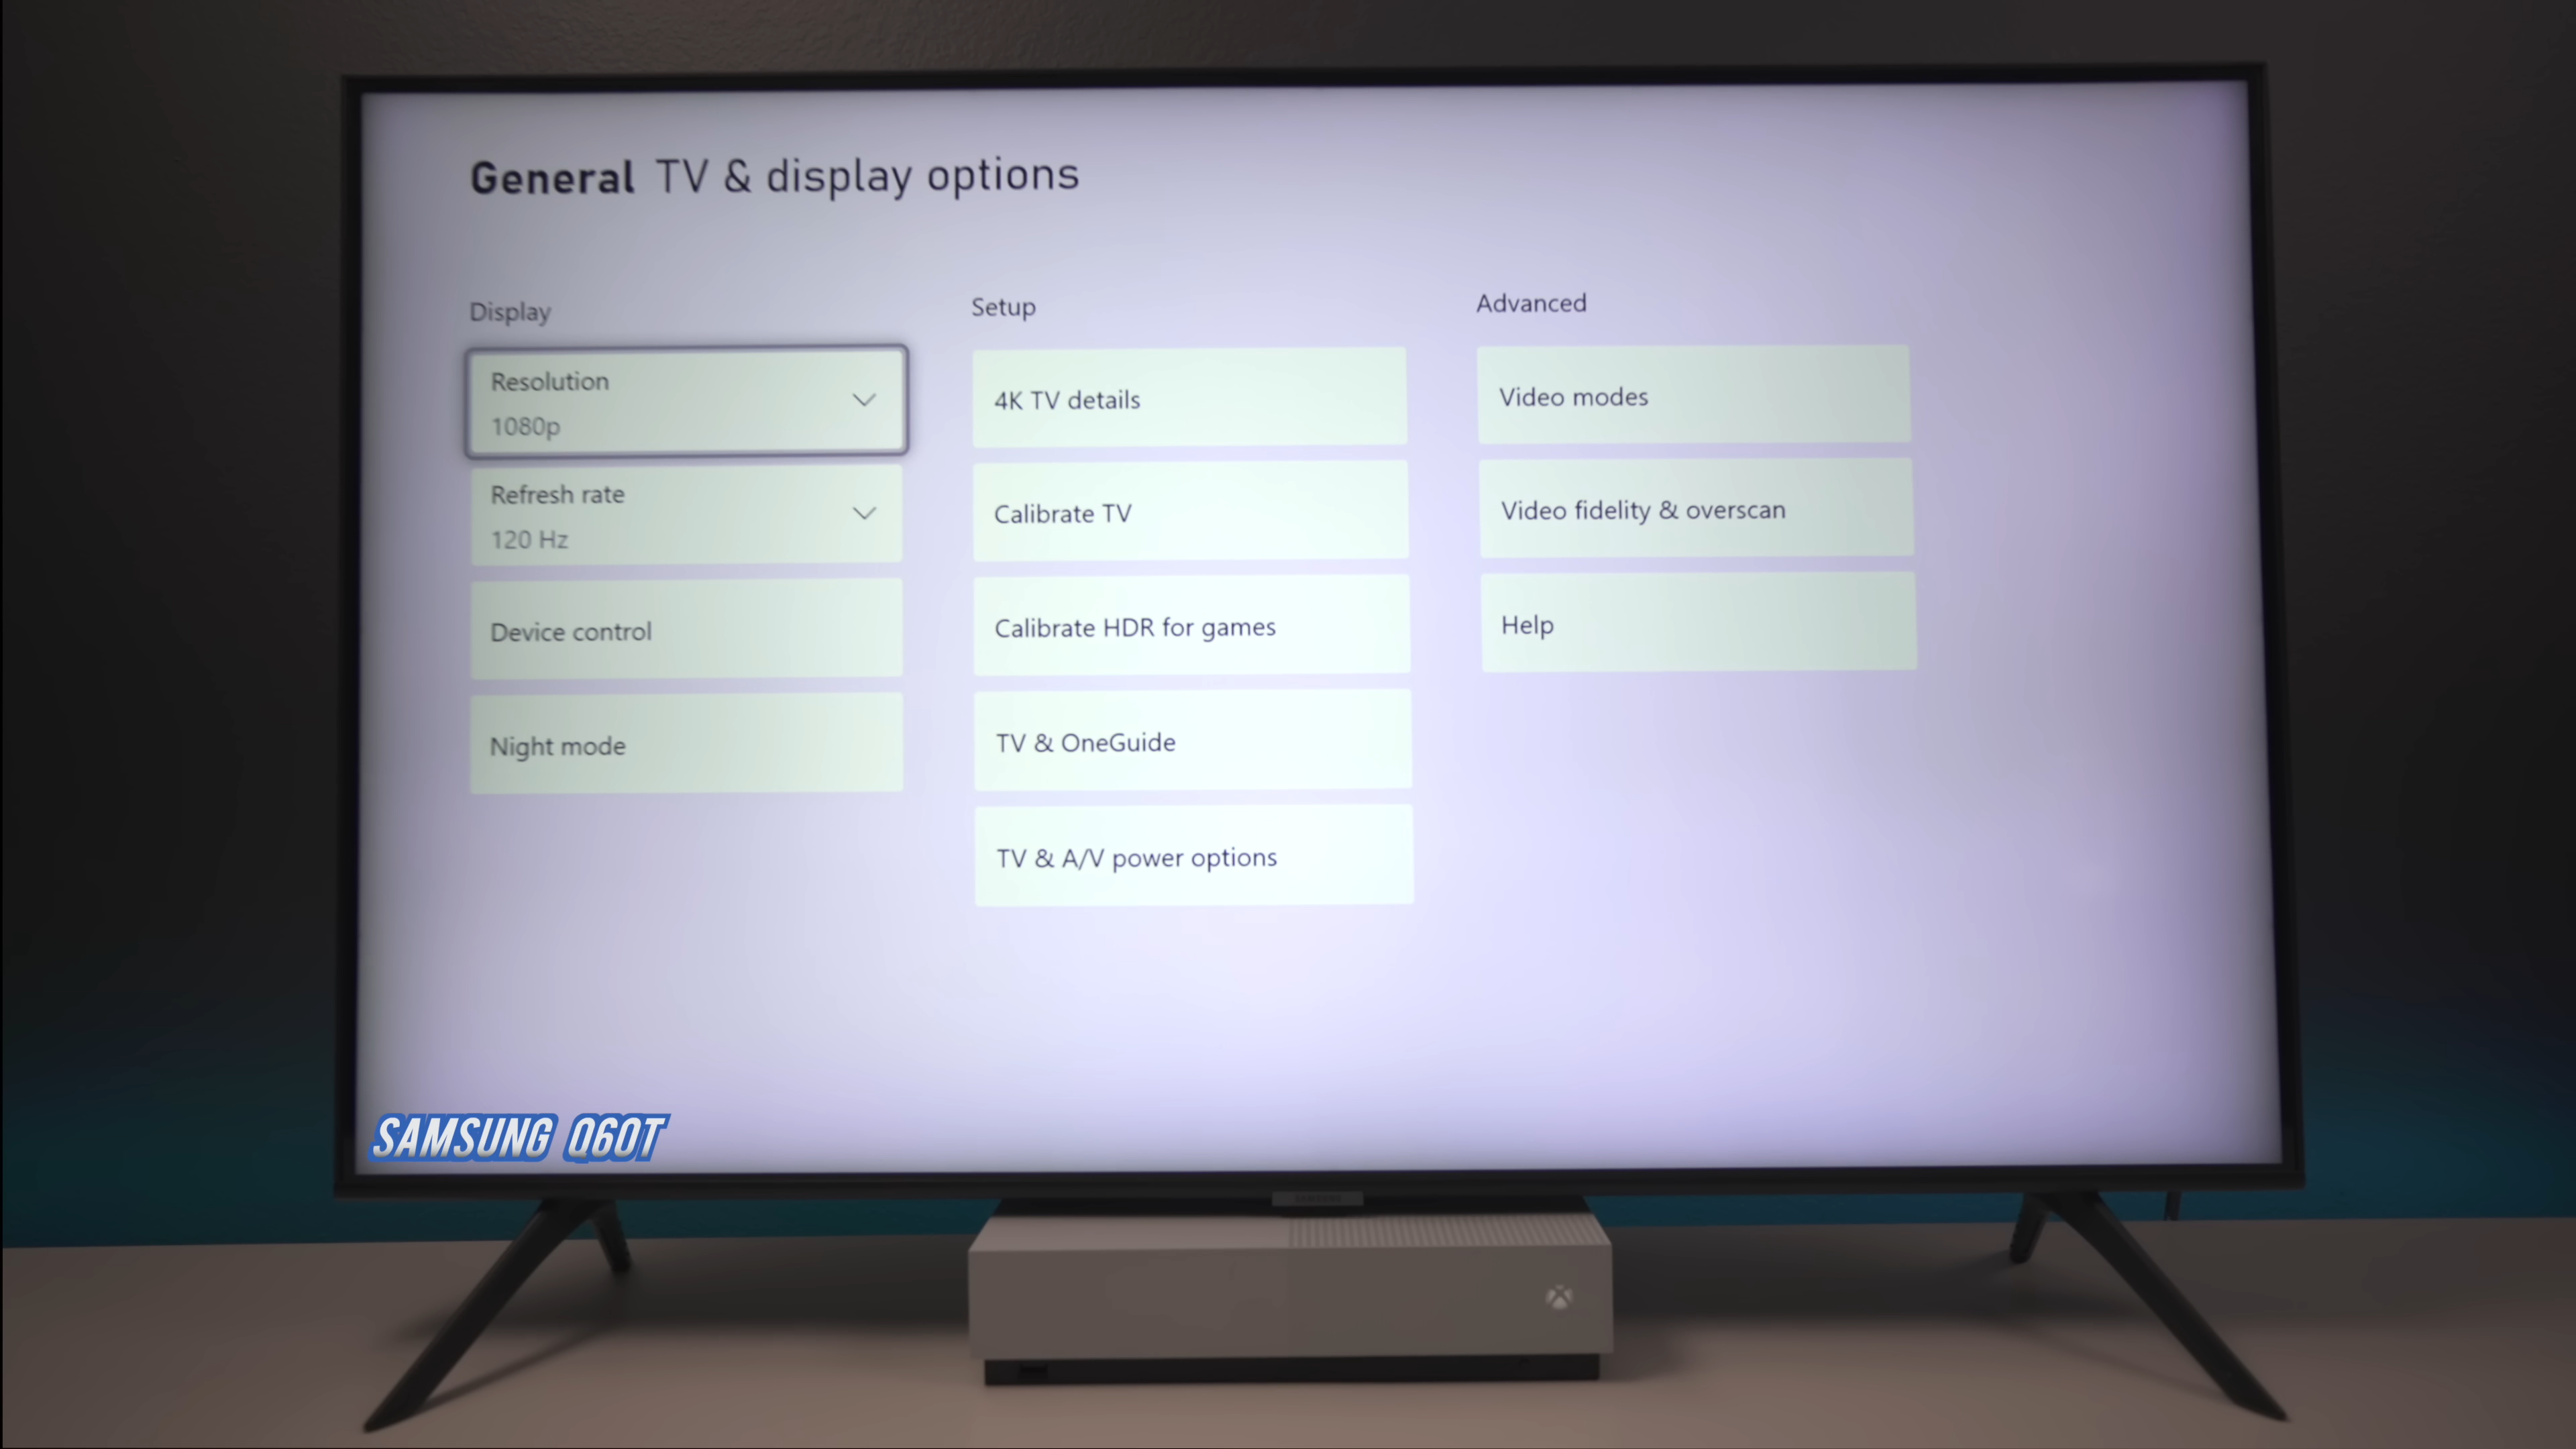 General TV & display options
Display
Resolution
1080p
Refresh rate
120 Hz
Device control
Night mode
Setup
4K TV details
Calibrate TV
Calibrate HDR for games
TV & OneGuide
TV & A/V power options
Advanced
Video modes
Video fidelity & overscan
Help
SAMSUNG Q60T